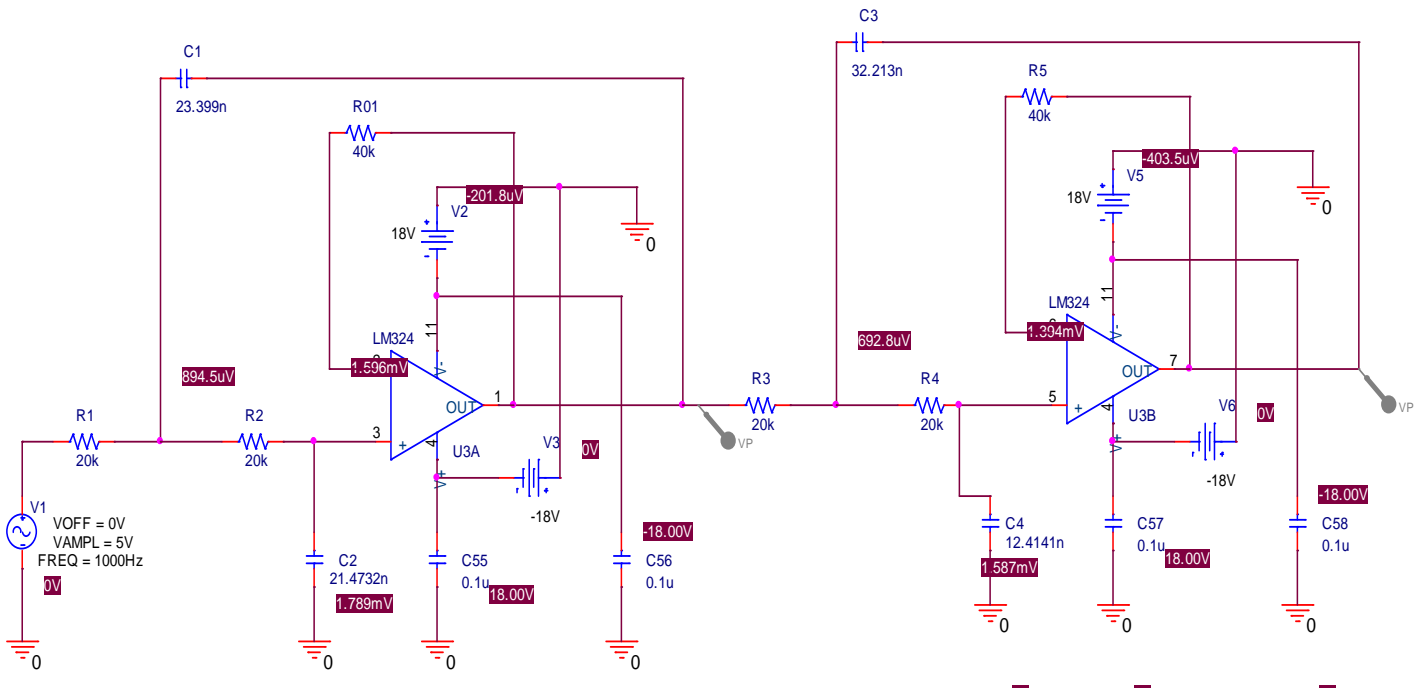 C1
23.399n
R01
40k
-201.8uV
V2
18V
0
11
LM324
V-
1.596mV
894.5uV
R1
20k
R2
20k
3
+
OUT
1
4
V+
U3A
V3
-18V
0V
V1
VOFF = 0V
VAMPL = 5V
FREQ = 1000Hz
0V
C2
21.4732n
1.789mV
C55
0.1u
18.00V
-18.00V
C56
0.1u
0
0
0
0
VP
C3
32.213n
R5
40k
-403.5uV
V5
18V
0
11
LM324
V-
1.394mV
692.8uV
R3
20k
R4
20k
5
+
OUT
7
4
V+
U3B
V6
-18V
0V
VP
C4
12.4141n
1.587mV
C57
0.1u
18.00V
-18.00V
C58
0.1u
0
0
0